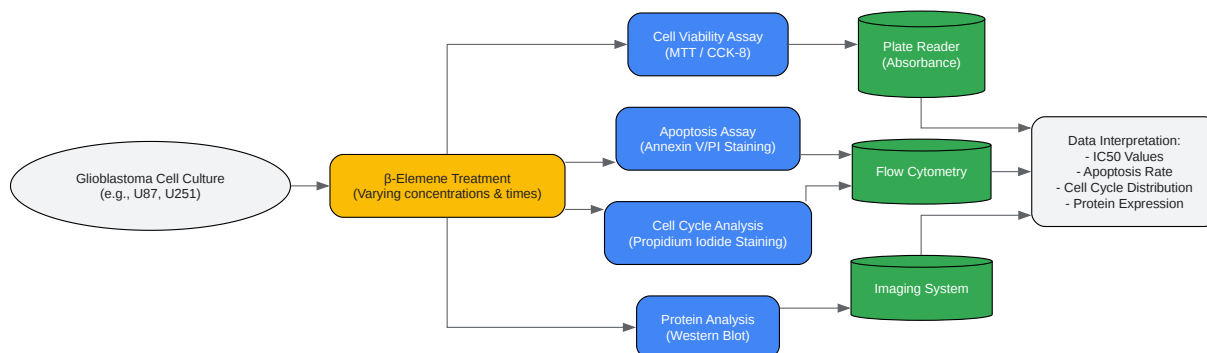 Glioblastoma Cell Culture
(e.g., U87, U251)
β-Elemene Treatment
(Varying concentrations & times)
Cell Viability Assay
(MTT / CCK-8)
Apoptosis Assay
(Annexin V/PI Staining)
Cell Cycle Analysis
(Propidium Iodide Staining)
Protein Analysis
(Western Blot)
Plate Reader
(Absorbance)
Flow Cytometry
Imaging System
Data Interpretation:
- IC50 Values
- Apoptosis Rate
- Cell Cycle Distribution
- Protein Expression